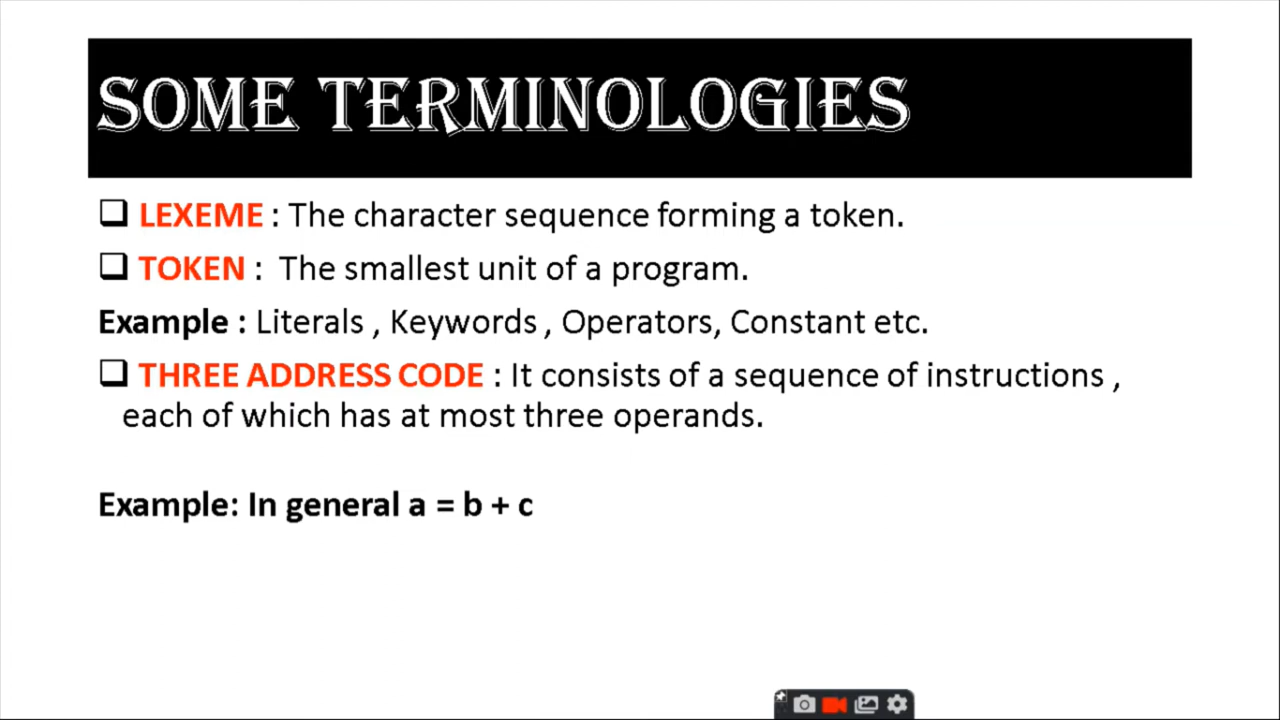 SOME TERMINOLOGIES
LEXEME : The character sequence forming a token.
TOKEN : The smallest unit of a program.
Example : Literals , Keywords , Operators, Constant etc.
THREE ADDRESS CODE : It consists of a sequence of instructions ,
each of which has at most three operands.
Example: In general a = b + c